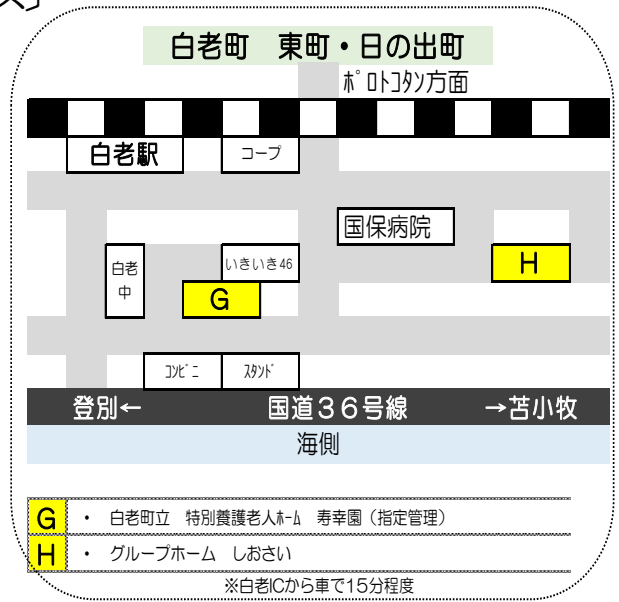 白老町　東町・日の出町
ﾎﾟﾛﾄｺﾀﾝ方面
白老駅
コープ
国保病院
白老
中
いきいき46
H
G
ｺﾝﾋﾞﾆ
ｽﾀﾝﾄﾞ
登別←　国道３６号線　→苫小牧
海側
G ・ 白老町立　特別養護老人ﾎｰﾑ　寿幸園（指定管理）
H ・ グループホーム　しおさい
※白老ICから車で15分程度